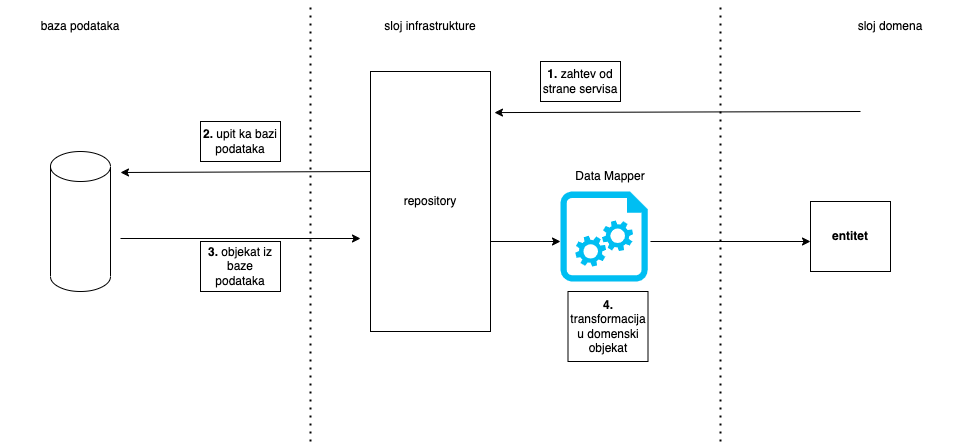 baza podataka
sloj infrastrukture
sloj domena
1. zahtev od
strane servisa
2. upit ka bazi
podataka
Data Mapper
repository
entitet
3. objekat iz
baze
podataka
4.
transformacija
u domenski
objekat